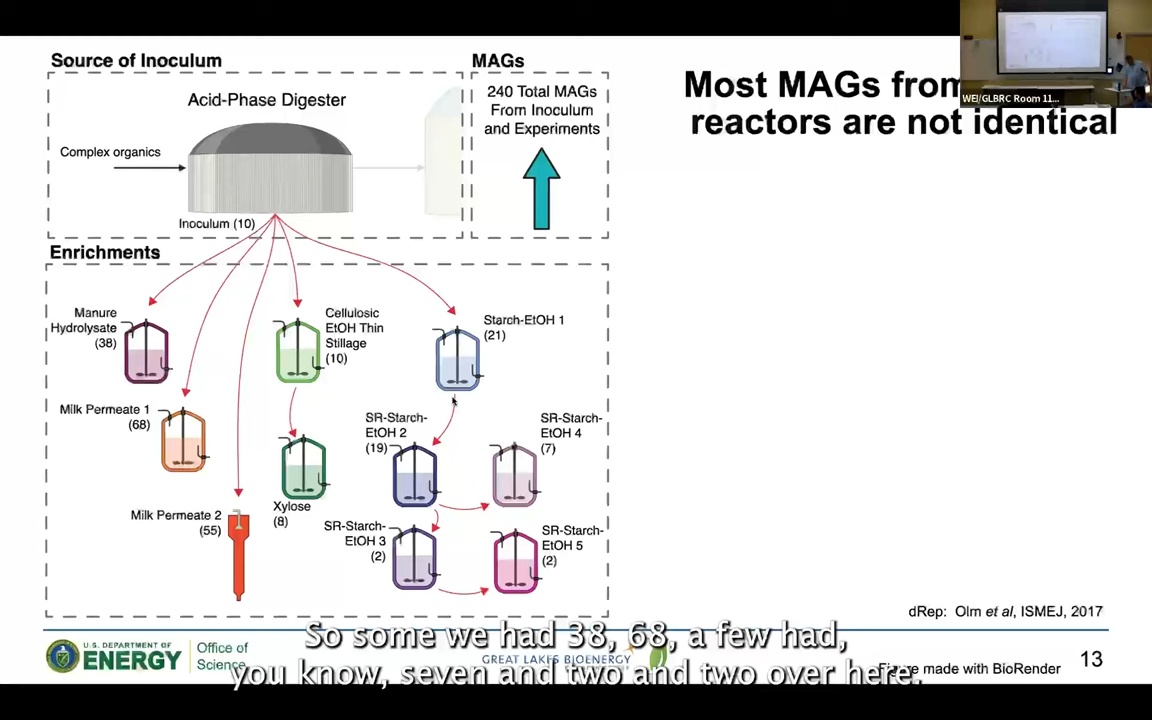 Source of Inoculum
MAGs
Acid-Phase Digester
240 Total MAGs
From Inoculum
and Experiments
Complex organics
Inoculum (10)
Most MAGs from
reactors are not identical
WEI/GLBRC Room 11...
Enrichments
Manure
Hydrolysate
(38)
Cellulosic
EtOH Thin
Stillage
(10)
Starch-EtOH 1
(21)
Milk Permeate 1
(68)
SR-Starch-
EtOH 2
(19)
SR-Starch-
EtOH 4
(7)
Milk Permeate 2
(55)
Xylose
(8)
SR-Starch-
EtOH 3
(2)
SR-Starch-
EtOH 5
(2)
dRep: Olm et al, ISMEJ, 2017
U.S. DEPARTMENT OF
ENERGY
Office of
Science
GREAT LAKES BIOENERGY
Figure made with BioRender
13
So some we had 38, 68, a few had,
you know, seven and two and two over here.